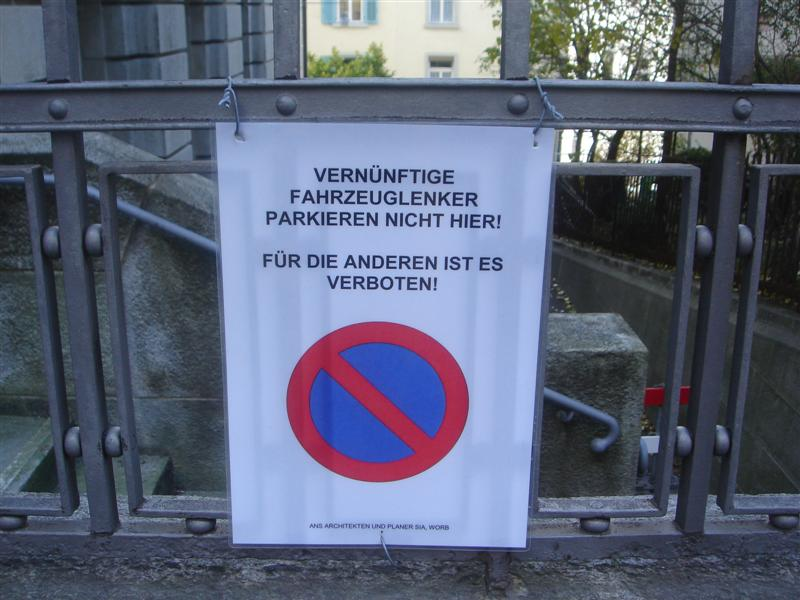 VERNÜNFTIGE
FAHRZEUGLENKER
PARKIEREN NICHT HIER!
FÜR DIE ANDEREN IST ES
VERBOTEN!
ANS ARCHITEKTEN UND PLANER SIA, WORB